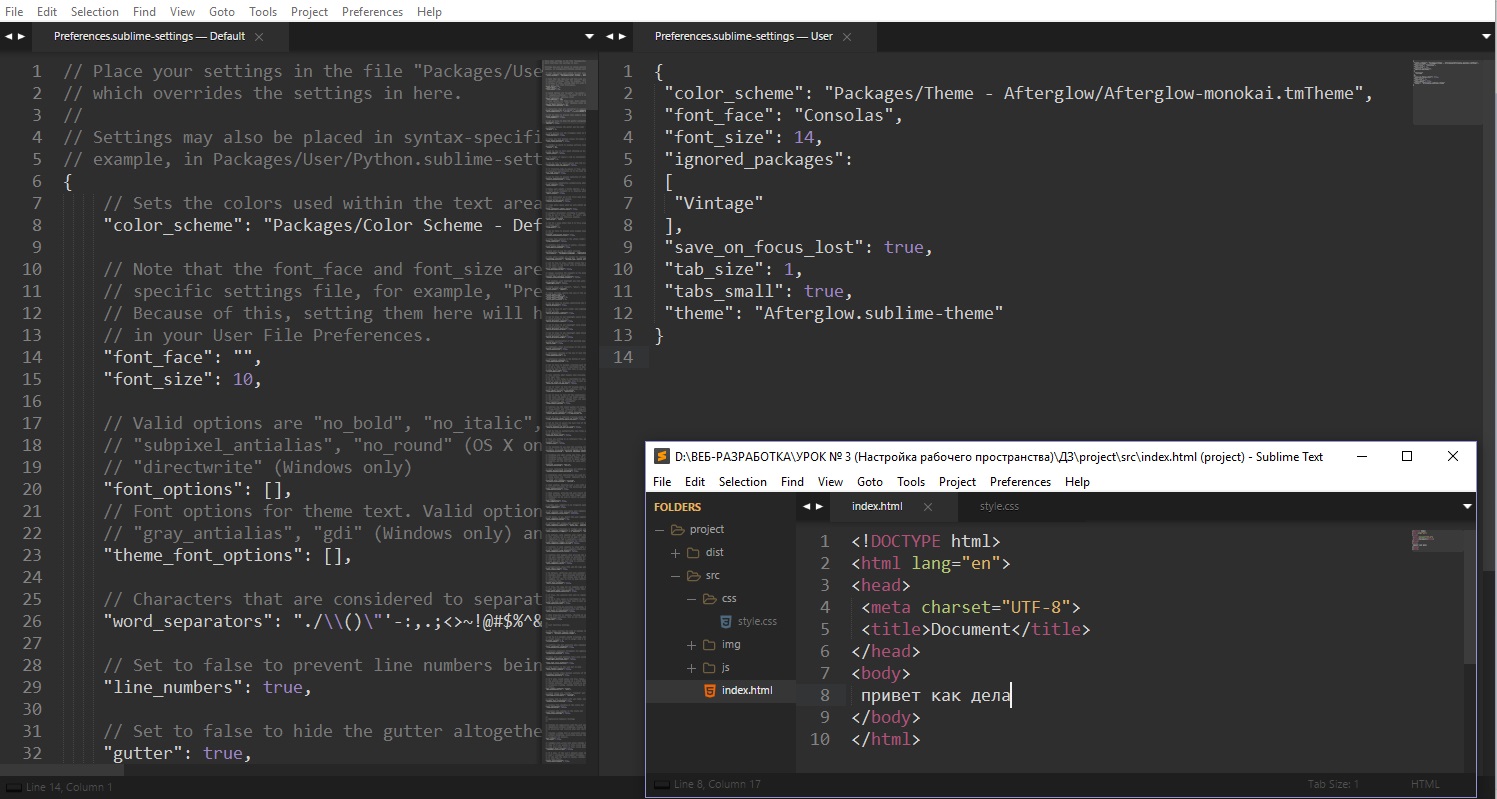 File Edit Selection Find View Goto Tools Project Preferences Help
Preferences.sublime-settings — Default
1 // Place your settings in the file "Packages/Use
2 // which overrides the settings in here.
3 //
4 // Settings may also be placed in syntax-specifi
5 // example, in Packages/User/Python.sublime-sett
6 {
7 // Sets the colors used within the text area
8 "color_scheme": "Packages/Color Scheme - Def
9
10 // Note that the font_face and font_size are
11 // specific settings file, for example, "Pre
12 // Because of this, setting them here will h
13 // in your User File Preferences.
14 "font_face": "",
15 "font_size": 10,
16
17 // Valid options are "no_bold", "no_italic",
18 // "subpixel_antialias", "no_round" (OS X on
19 // "directwrite" (Windows only)
20 "font_options": [],
21 // Font options for theme text. Valid option
22 // "gray_antialias", "gdi" (Windows only) an
23 "theme_font_options": [],
24
25 // Characters that are considered to separat
26 "word_separators": "./\\()\"'-:,.;<>~!@#$%^&
27
28 // Set to false to prevent line numbers bein
29 "line_numbers": true,
30
31 // Set to false to hide the gutter altogethe
32 "gutter": true,
Line 14, Column 1
Preferences.sublime-settings — User
1 {
2 "color_scheme": "Packages/Theme - Afterglow/Afterglow-monokai.tmTheme",
3 "font_face": "Consolas",
4 "font_size": 14,
5 "ignored_packages":
6 [
7 "Vintage"
8 ],
9 "save_on_focus_lost": true,
10 "tab_size": 1,
11 "tabs_small": true,
12 "theme": "Afterglow.sublime-theme"
13 }
14
D:\ВЕБ-РАЗРАБОТКА\УРОК № 3 (Настройка рабочего пространства)\ДЗ\project\src\index.html (project) - Sublime Text
File Edit Selection Find View Goto Tools Project Preferences Help
FOLDERS
project
dist
src
css
style.css
img
js
index.html
index.html style.css
1 <!DOCTYPE html>
2 <html lang="en">
3 <head>
4 <meta charset="UTF-8">
5 <title>Document</title>
6 </head>
7 <body>
8 привет как дела
9 </body>
10 </html>
Line 8, Column 17 Tab Size: 1 HTML